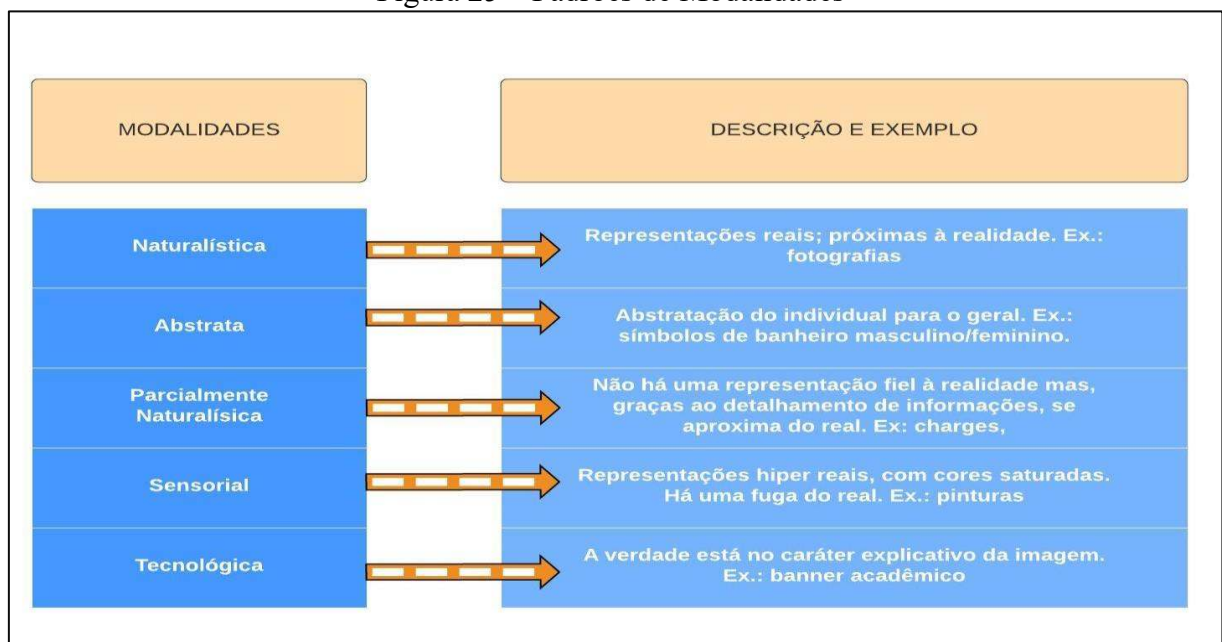 MODALIDADES
DESCRIÇÃO E EXEMPLO
Naturalística
Representações reais; próximas à realidade. Ex.:
fotografias
Abstrata
Abstratação do individual para o geral. Ex.:
símbolos de banheiro masculino/feminino.
Parcialmente
Naturalísica
Não há uma representação fiel à realidade mas,
graças ao detalhamento de informações, se
aproxima do real. Ex: charges,
Sensorial
Representações hiper reais, com cores saturadas.
Há uma fuga do real. Ex.: pinturas
Tecnológica
A verdade está no caráter explicativo da imagem.
Ex.: banner acadêmico